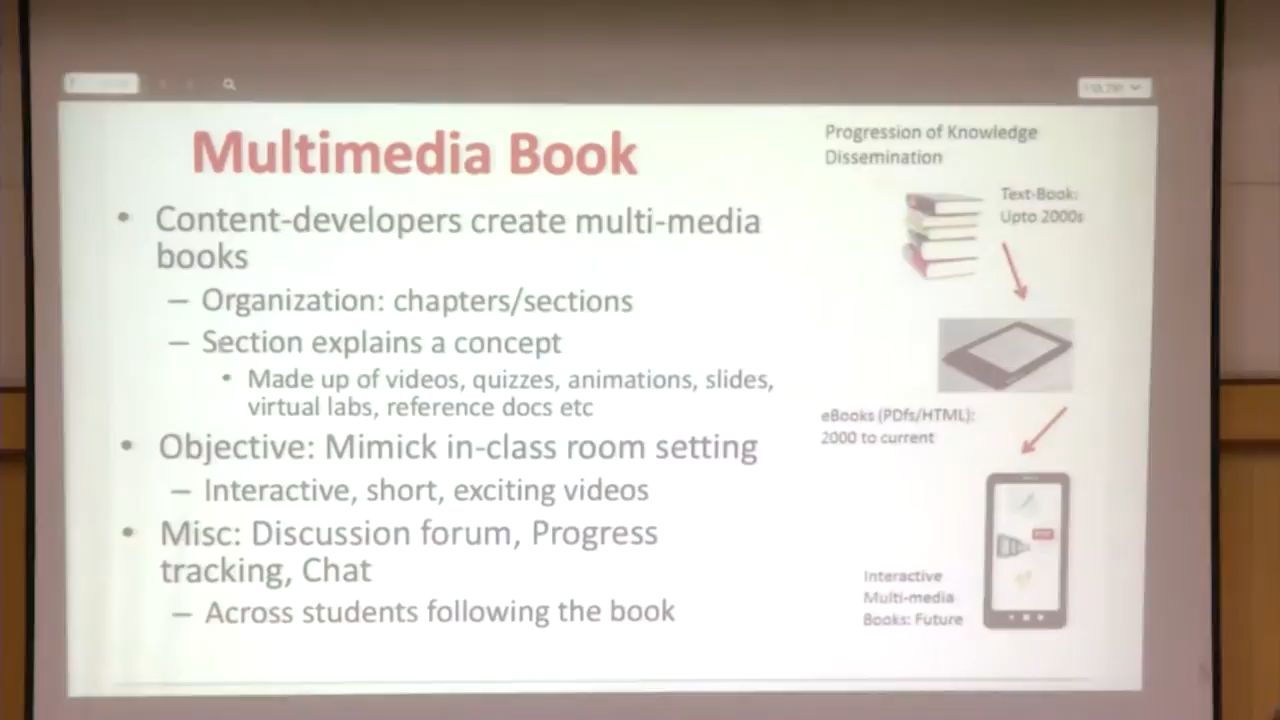 Multimedia Book
• Content-developers create multi-media
books
– Organization: chapters/sections
– Section explains a concept
• Made up of videos, quizzes, animations, slides,
virtual labs, reference docs etc
• Objective: Mimick in-class room setting
– Interactive, short, exciting videos
• Misc: Discussion forum, Progress
tracking, Chat
– Across students following the book
Progression of Knowledge
Dissemination
Text-Book:
Upto 2000s
eBooks (PDfs/HTML):
2000 to current
Interactive
Multi-media
Books: Future